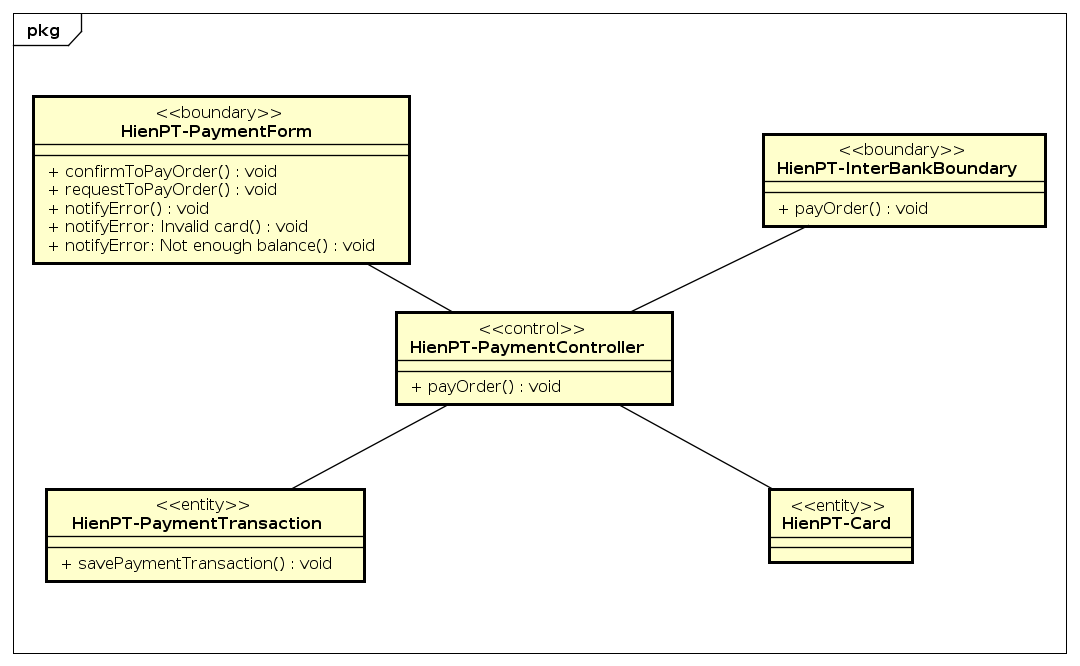 pkg
<<boundary>>
HienPT-PaymentForm
+ confirmToPayOrder() : void
+ requestToPayOrder() : void
+ notifyError() : void
+ notifyError: Invalid card() : void
+ notifyError: Not enough balance() : void
<<boundary>>
HienPT-InterBankBoundary
+ payOrder() : void
<<control>>
HienPT-PaymentController
+ payOrder() : void
<<entity>>
HienPT-PaymentTransaction
+ savePaymentTransaction() : void
<<entity>>
HienPT-Card